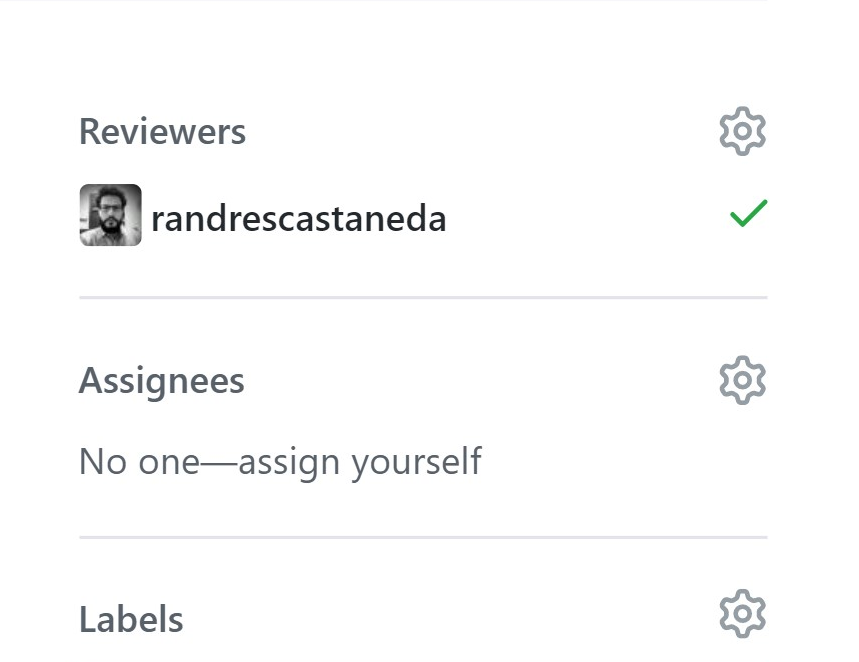 Reviewers
randrescastaneda
Assignees
No one—assign yourself
Labels